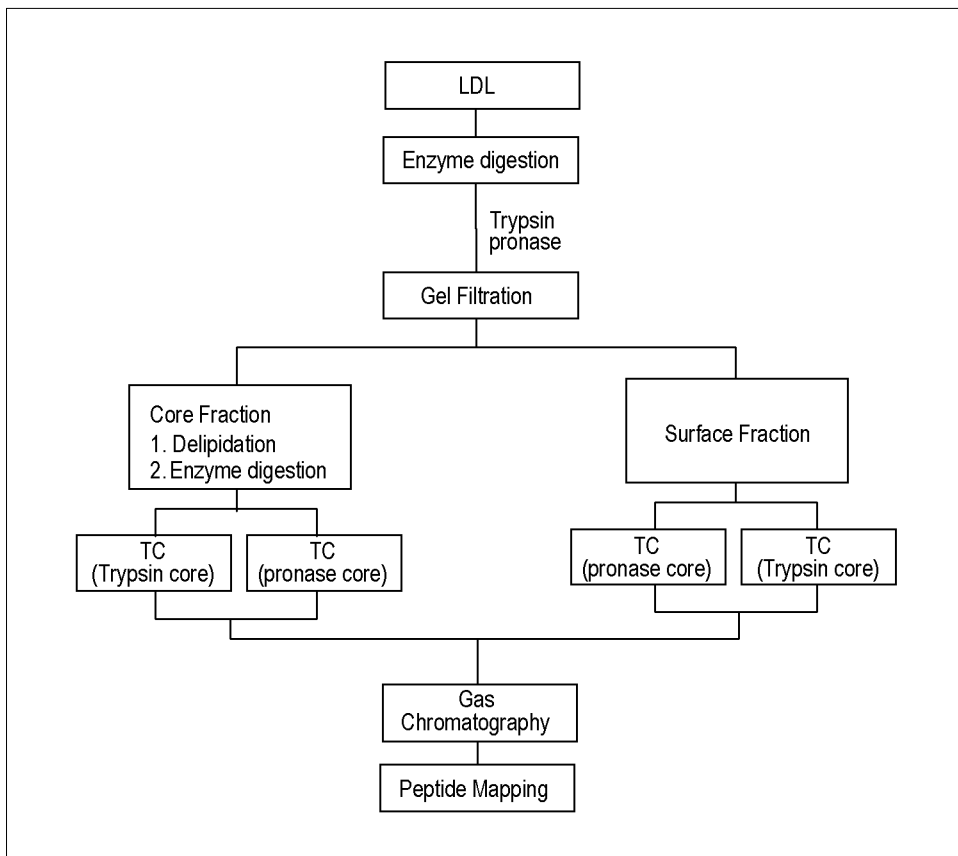 LDL
Enzyme digestion
Trypsin
pronase
Gel Filtration
Core Fraction
1. Delipidation
2. Enzyme digestion
Surface Fraction
TC
(Trypsin core)
TC
(pronase core)
TC
(pronase core)
TC
(Trypsin core)
Gas
Chromatography
Peptide Mapping